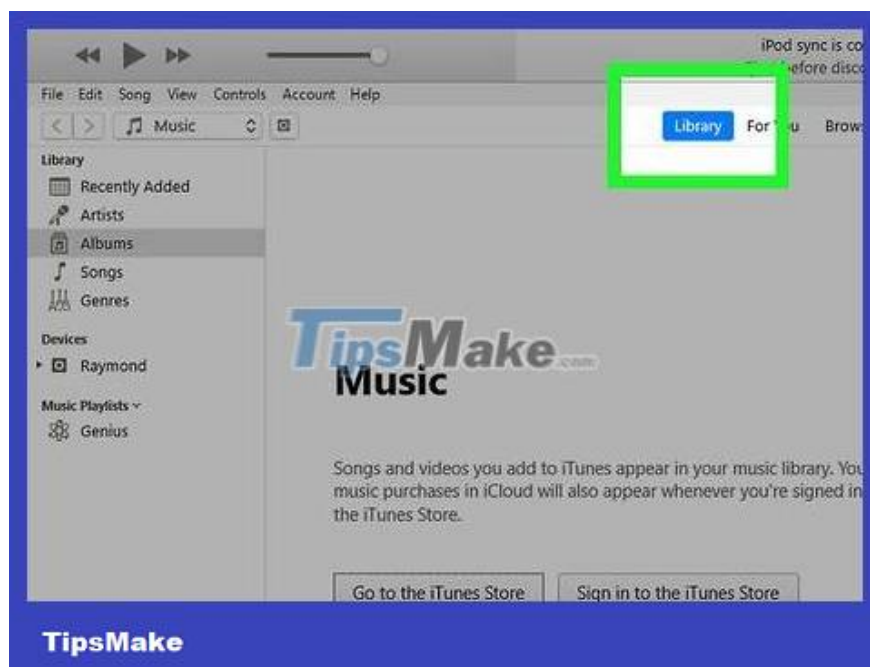 iPod sync is co
before disco
File Edit Song View Controls Account Help
Music
Library For You Brows
Library
Recently Added
Artists
Albums
Songs
Genres
Devices
Raymond
Music Playlists
Genius
TipsMake.com
Music
Songs and videos you add to iTunes appear in your music library. You
music purchases in iCloud will also appear whenever you're signed in
the iTunes Store.
Go to the iTunes Store Sign in to the iTunes Store
TipsMake